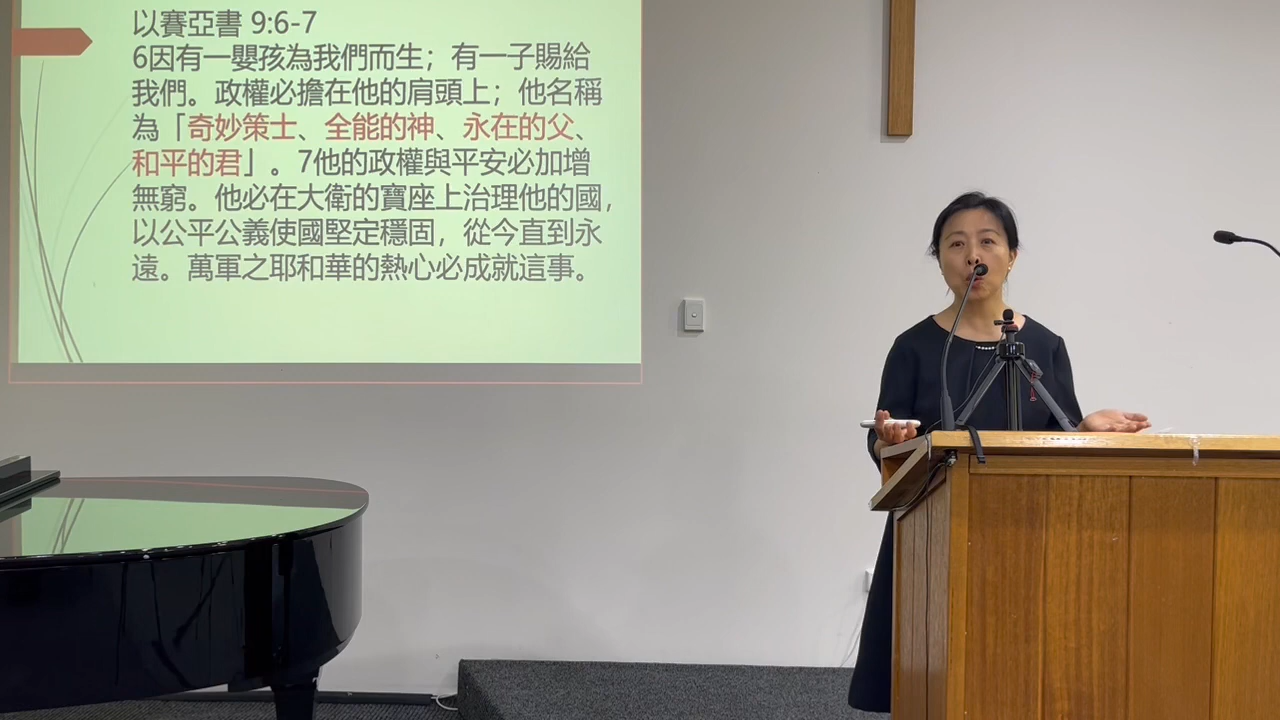 以賽亞書 9:6-7
6因有一嬰孩為我們而生；有一子賜給
我們。政權必擔在他的肩頭上；他名稱
為「奇妙策士、全能的神、永在的父、
和平的君」。7他的政權與平安必加增
無窮。他必在大衛的寶座上治理他的國，
以公平公義使國堅定穩固，從今直到永
遠。萬軍之耶和華的熱心必成就這事。